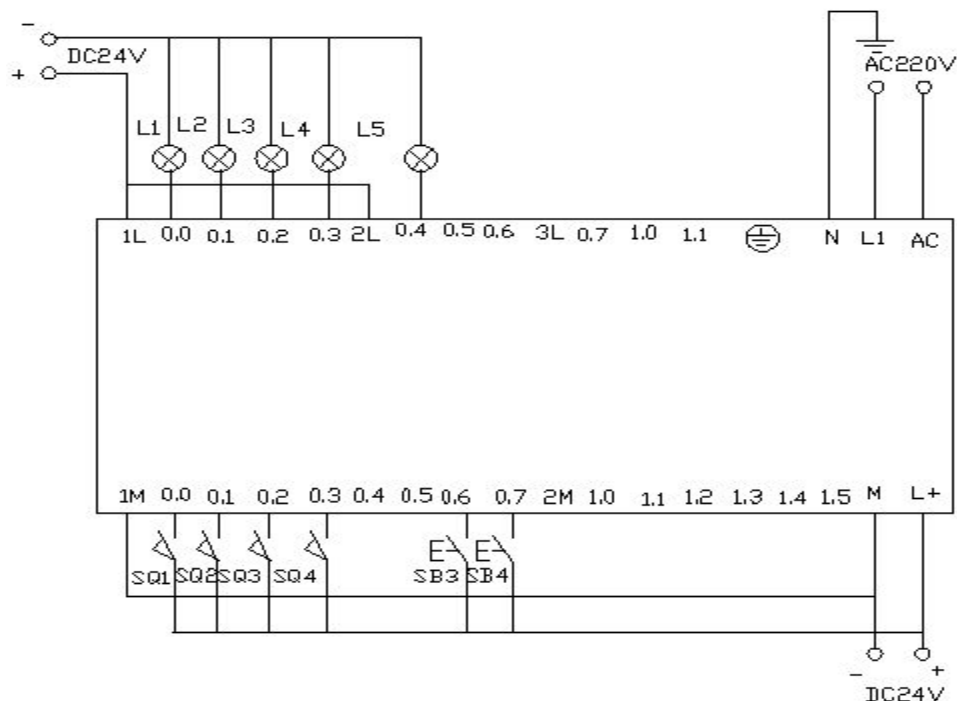 -
DC24V
+
AC220V
L1 L2 L3 L4 L5
1L 0.0 0.1 0.2 0.3 2L 0.4 0.5 0.6 3L 0.7 1.0 1.1 N L1 AC
1M 0.0 0.1 0.2 0.3 0.4 0.5 0.6 0.7 2M 1.0 1.1 1.2 1.3 1.4 1.5 M L+
SQ1 SQ2 SQ3 SQ4 SB3 SB4
- +
DC24V